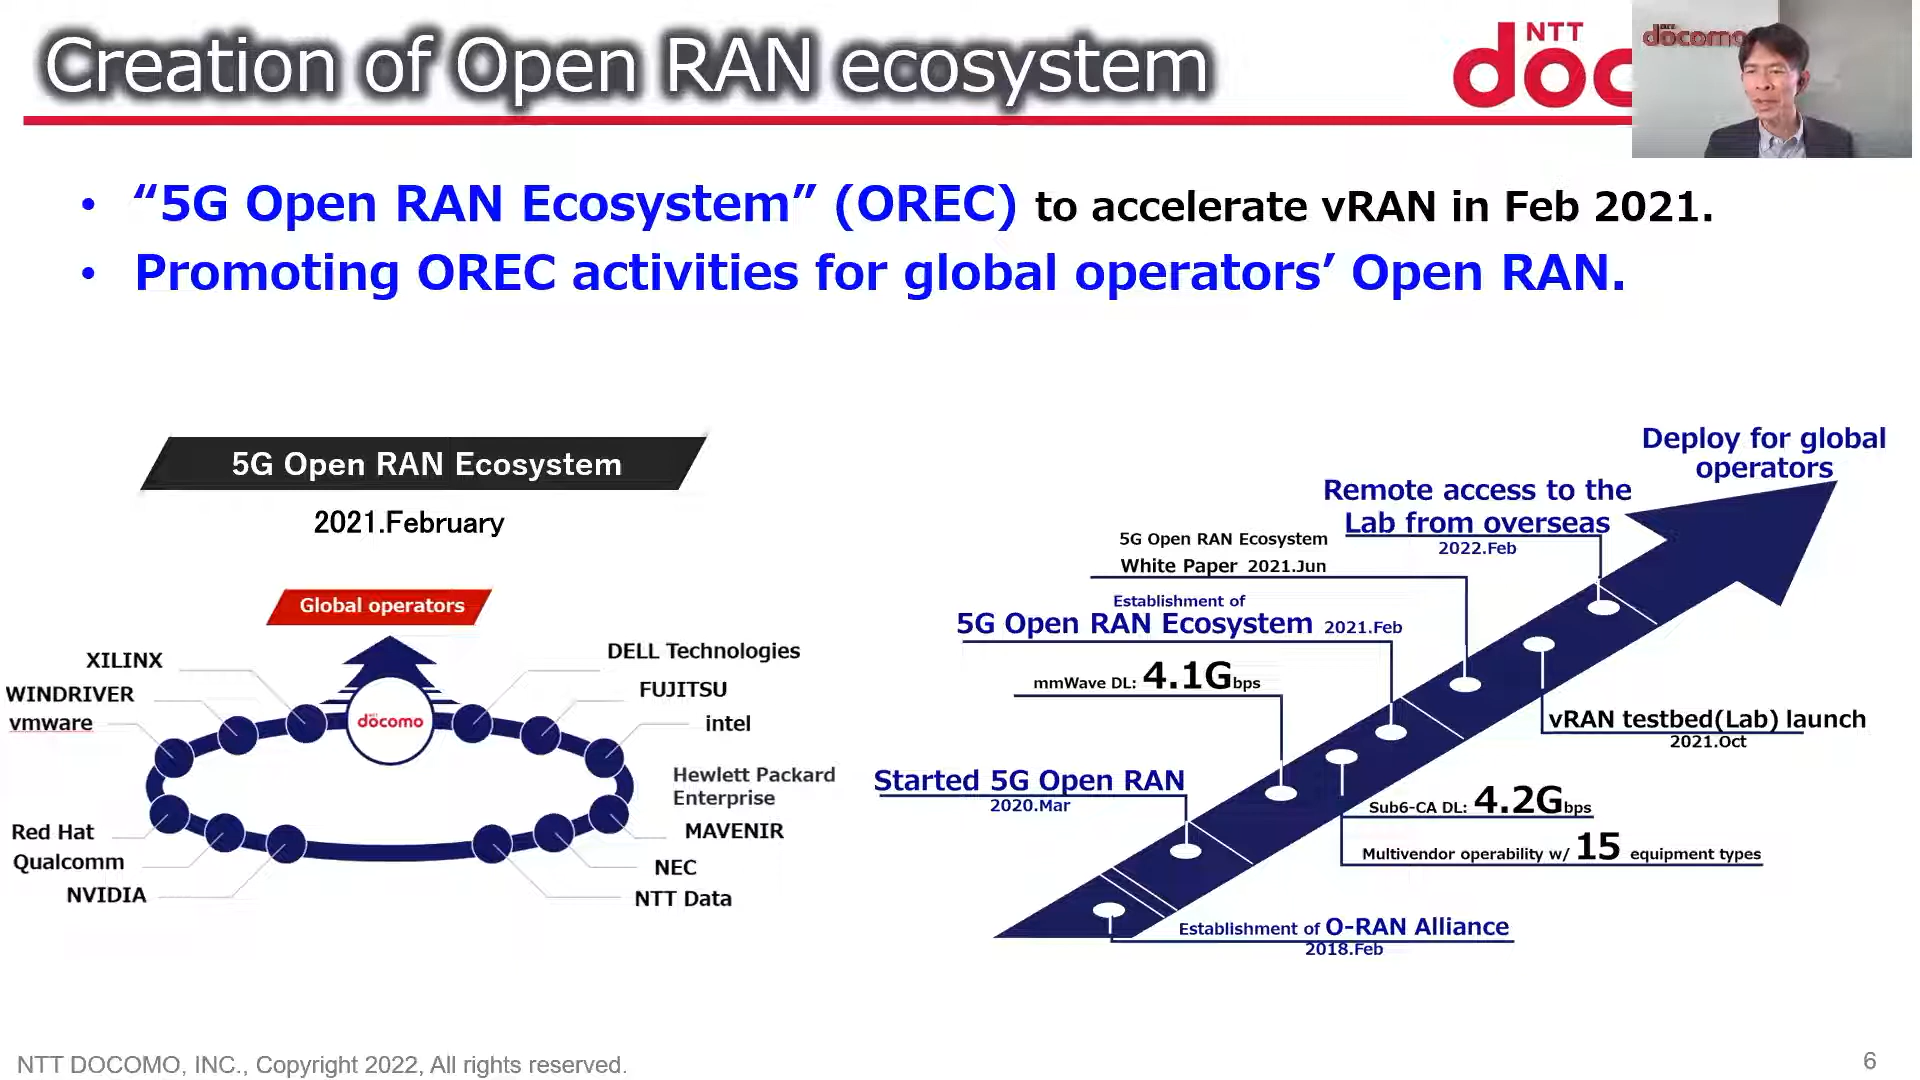 Creation of Open RAN ecosystem
NTT
doc
döcomo
• “5G Open RAN Ecosystem” (OREC) to accelerate vRAN in Feb 2021.
• Promoting OREC activities for global operators’ Open RAN.
5G Open RAN Ecosystem
2021.February
Global operators
XILINX
WINDRIVER
vmware
döcomo
DELL Technologies
FUJITSU
intel
Hewlett Packard
Enterprise
MAVENIR
NEC
NTT Data
Red Hat
Qualcomm
NVIDIA
Deploy for global
operators
Remote access to the
Lab from overseas
2022.Feb
5G Open RAN Ecosystem
White Paper 2021.Jun
Establishment of
5G Open RAN Ecosystem 2021.Feb
mmWave DL: 4.1Gbps
vRAN testbed(Lab) launch
2021.Oct
Started 5G Open RAN
2020.Mar
Sub6-CA DL: 4.2Gbps
Multivendor operability w/ 15 equipment types
Establishment of O-RAN Alliance
2018.Feb
NTT DOCOMO, INC., Copyright 2022, All rights reserved.
6